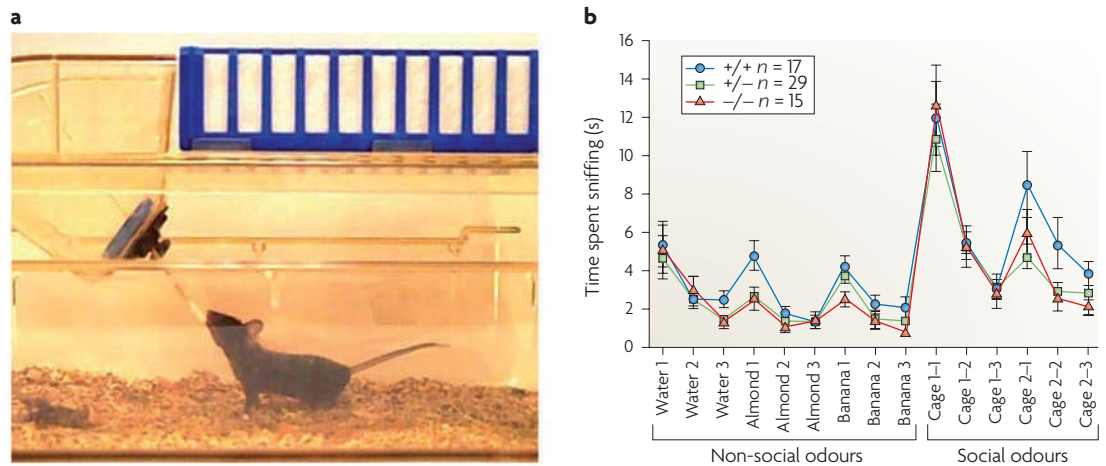 a
b
16
14
12
10
8
6
4
2
0
Time spent sniffing (s)
+/+ n = 17
+/– n = 29
–/– n = 15
Water 1
Water 2
Water 3
Almond 1
Almond 2
Almond 3
Banana 1
Banana 2
Banana 3
Cage 1–1
Cage 1–2
Cage 1–3
Cage 2–1
Cage 2–2
Cage 2–3
Non-social odours
Social odours